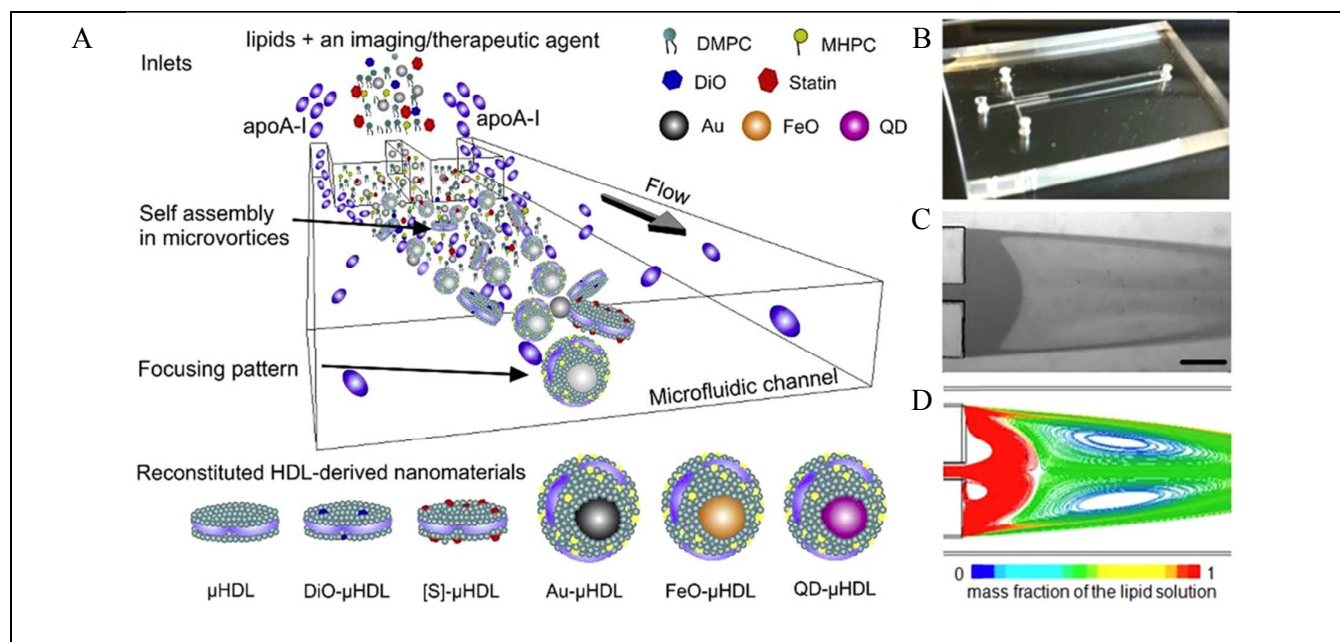 A
lipids + an imaging/therapeutic agent
Inlets
apoA-I
apoA-I
DMPC
MHPC
DiO
Statin
Au
FeO
QD
Flow
Self assembly
in microvortices
Focusing pattern
Microfluidic channel
Reconstituted HDL-derived nanomaterials
µHDL
DiO-µHDL
[S]-µHDL
Au-µHDL
FeO-µHDL
QD-µHDL
B
C
D
0
1
mass fraction of the lipid solution